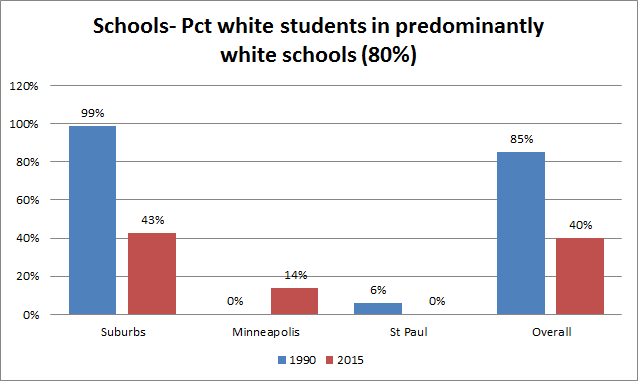 Schools- Pct white students in predominantly
white schools (80%)
120%
100%
80%
60%
40%
20%
0%
99%
43%
0%
14%
6%
0%
85%
40%
Suburbs
Minneapolis
St Paul
Overall
1990
2015